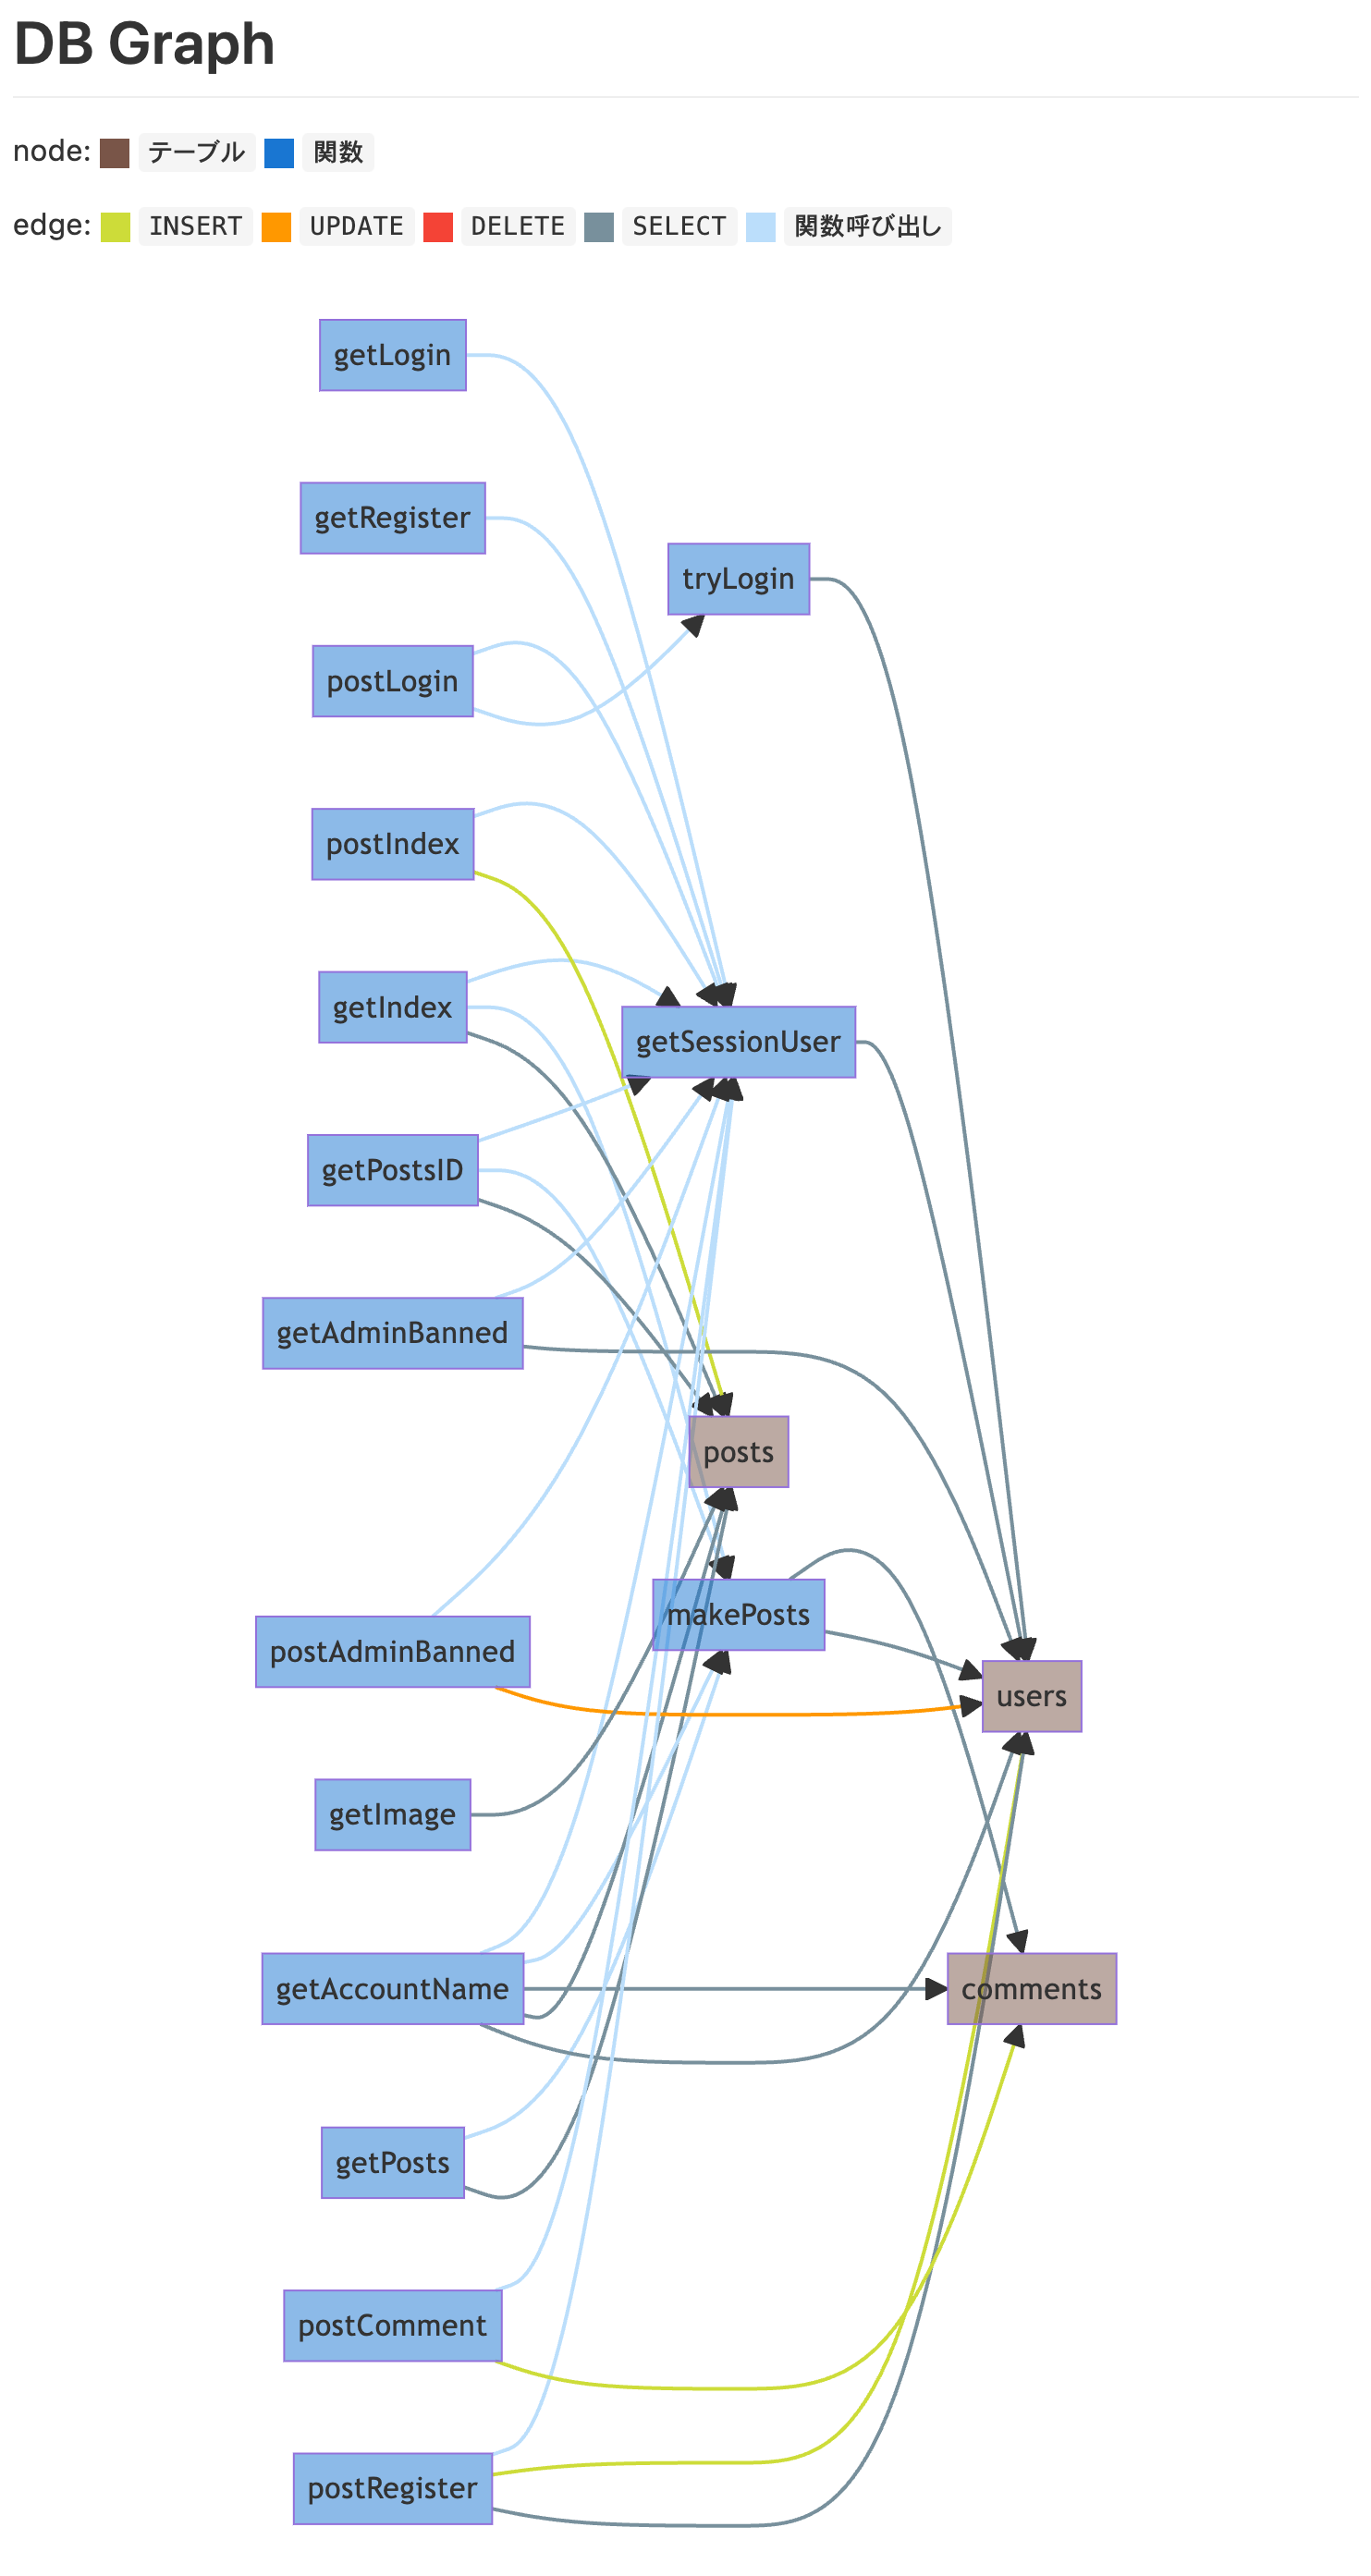 DB Graph
node: テーブル 関数
edge: INSERT UPDATE DELETE SELECT 関数呼び出し
getLogin
getRegister
tryLogin
postLogin
postIndex
getIndex
getSessionUser
getPostsID
getAdminBanned
posts
makePosts
postAdminBanned
users
getImage
getAccountName
comments
getPosts
postComment
postRegister